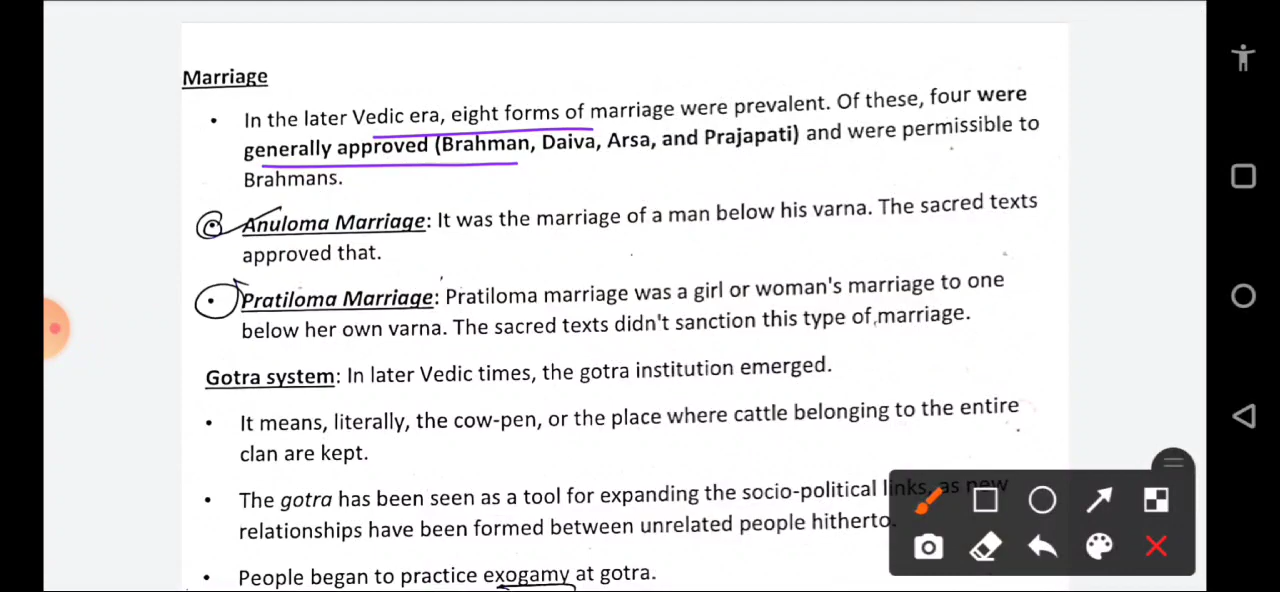 Marriage
• In the later Vedic era, eight forms of marriage were prevalent. Of these, four were
generally approved (Brahman, Daiva, Arsa, and Prajapati) and were permissible to
Brahmans.
• Anuloma Marriage: It was the marriage of a man below his varna. The sacred texts
approved that.
• Pratiloma Marriage: Pratiloma marriage was a girl or woman's marriage to one
below her own varna. The sacred texts didn't sanction this type of marriage.
Gotra system: In later Vedic times, the gotra institution emerged.
• It means, literally, the cow-pen, or the place where cattle belonging to the entire
clan are kept.
• The gotra has been seen as a tool for expanding the socio-political links, as new
relationships have been formed between unrelated people hitherto.
• People began to practice exogamy at gotra.